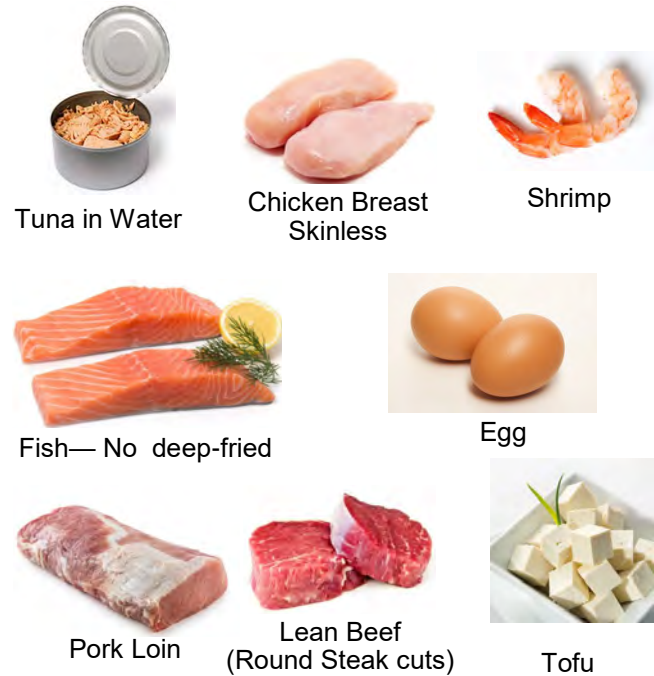 Tuna in Water
Chicken Breast
Skinless
Shrimp
Fish— No deep-fried
Egg
Pork Loin
Lean Beef
(Round Steak cuts)
Tofu